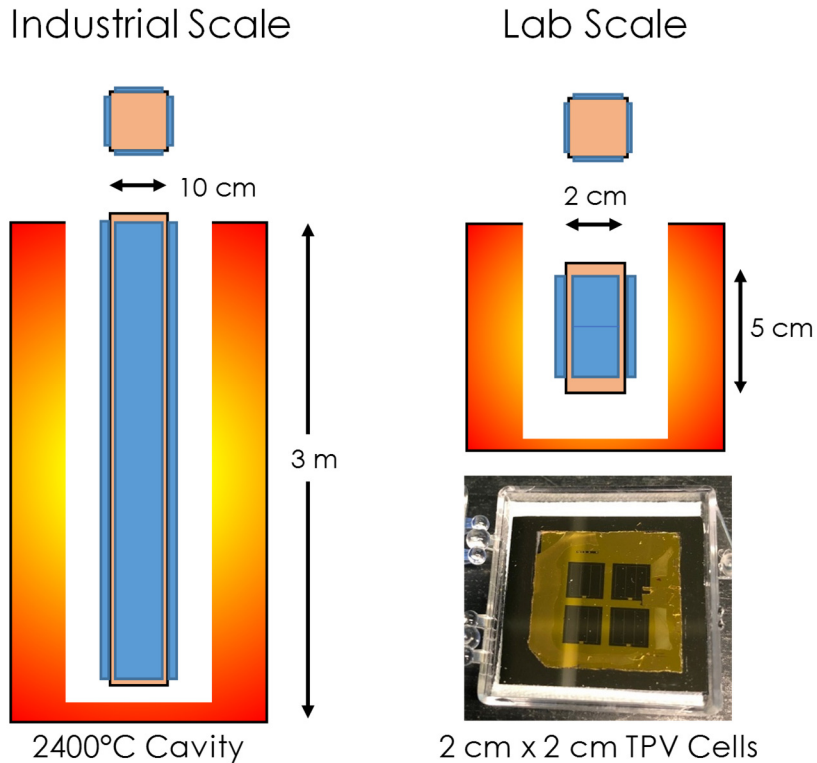 Industrial Scale
Lab Scale
10 cm
2 cm
5 cm
3 m
2400°C Cavity
2 cm x 2 cm TPV Cells